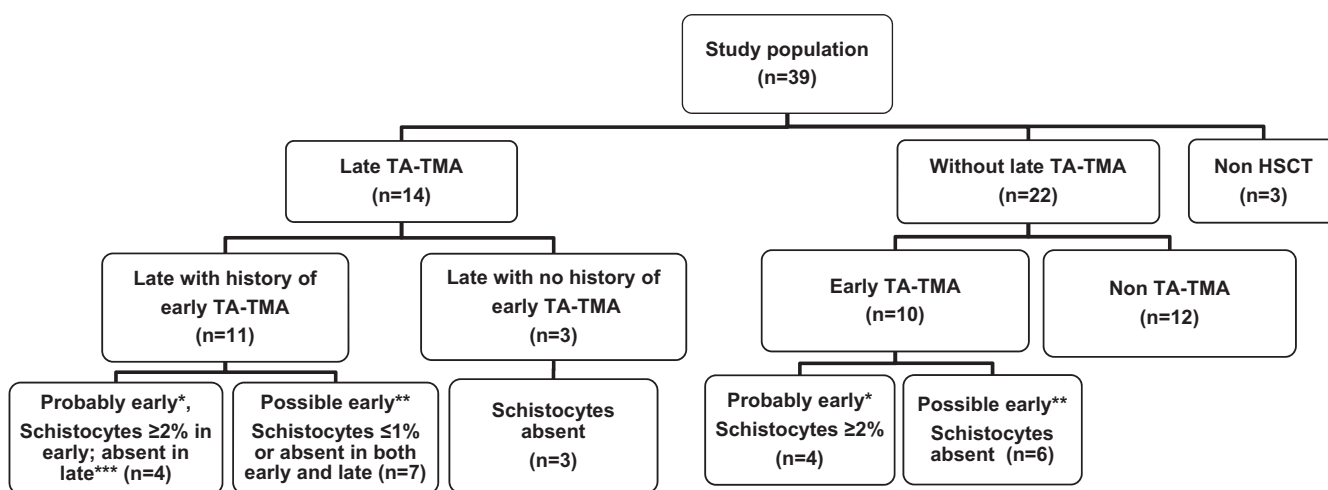 Study population
(n=39)
Late TA-TMA
(n=14)
Without late TA-TMA
(n=22)
Non HSCT
(n=3)
Late with history of
early TA-TMA
(n=11)
Late with no history of
early TA-TMA
(n=3)
Early TA-TMA
(n=10)
Non TA-TMA
(n=12)
Probably early*,
Schistocytes ≥2% in
early; absent in
late*** (n=4)
Possible early**
Schistocytes ≤1%
or absent in both
early and late (n=7)
Schistocytes
absent
(n=3)
Probably early*
Schistocytes ≥2%
(n=4)
Possible early**
Schistocytes
absent (n=6)